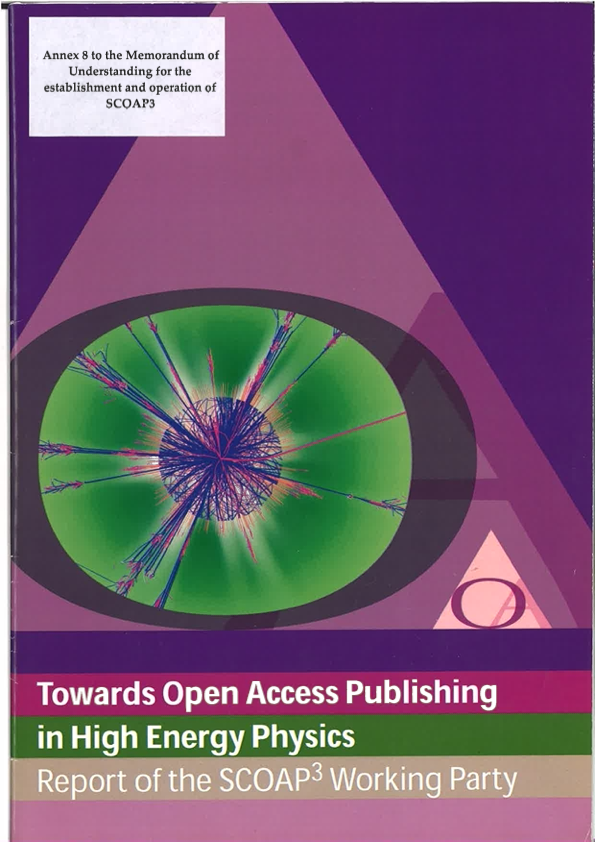 Annex 8 to the Memorandum of
Understanding for the
establishment and operation of
SCOAP3
OA
Towards Open Access Publishing
in High Energy Physics
Report of the SCOAP³ Working Party